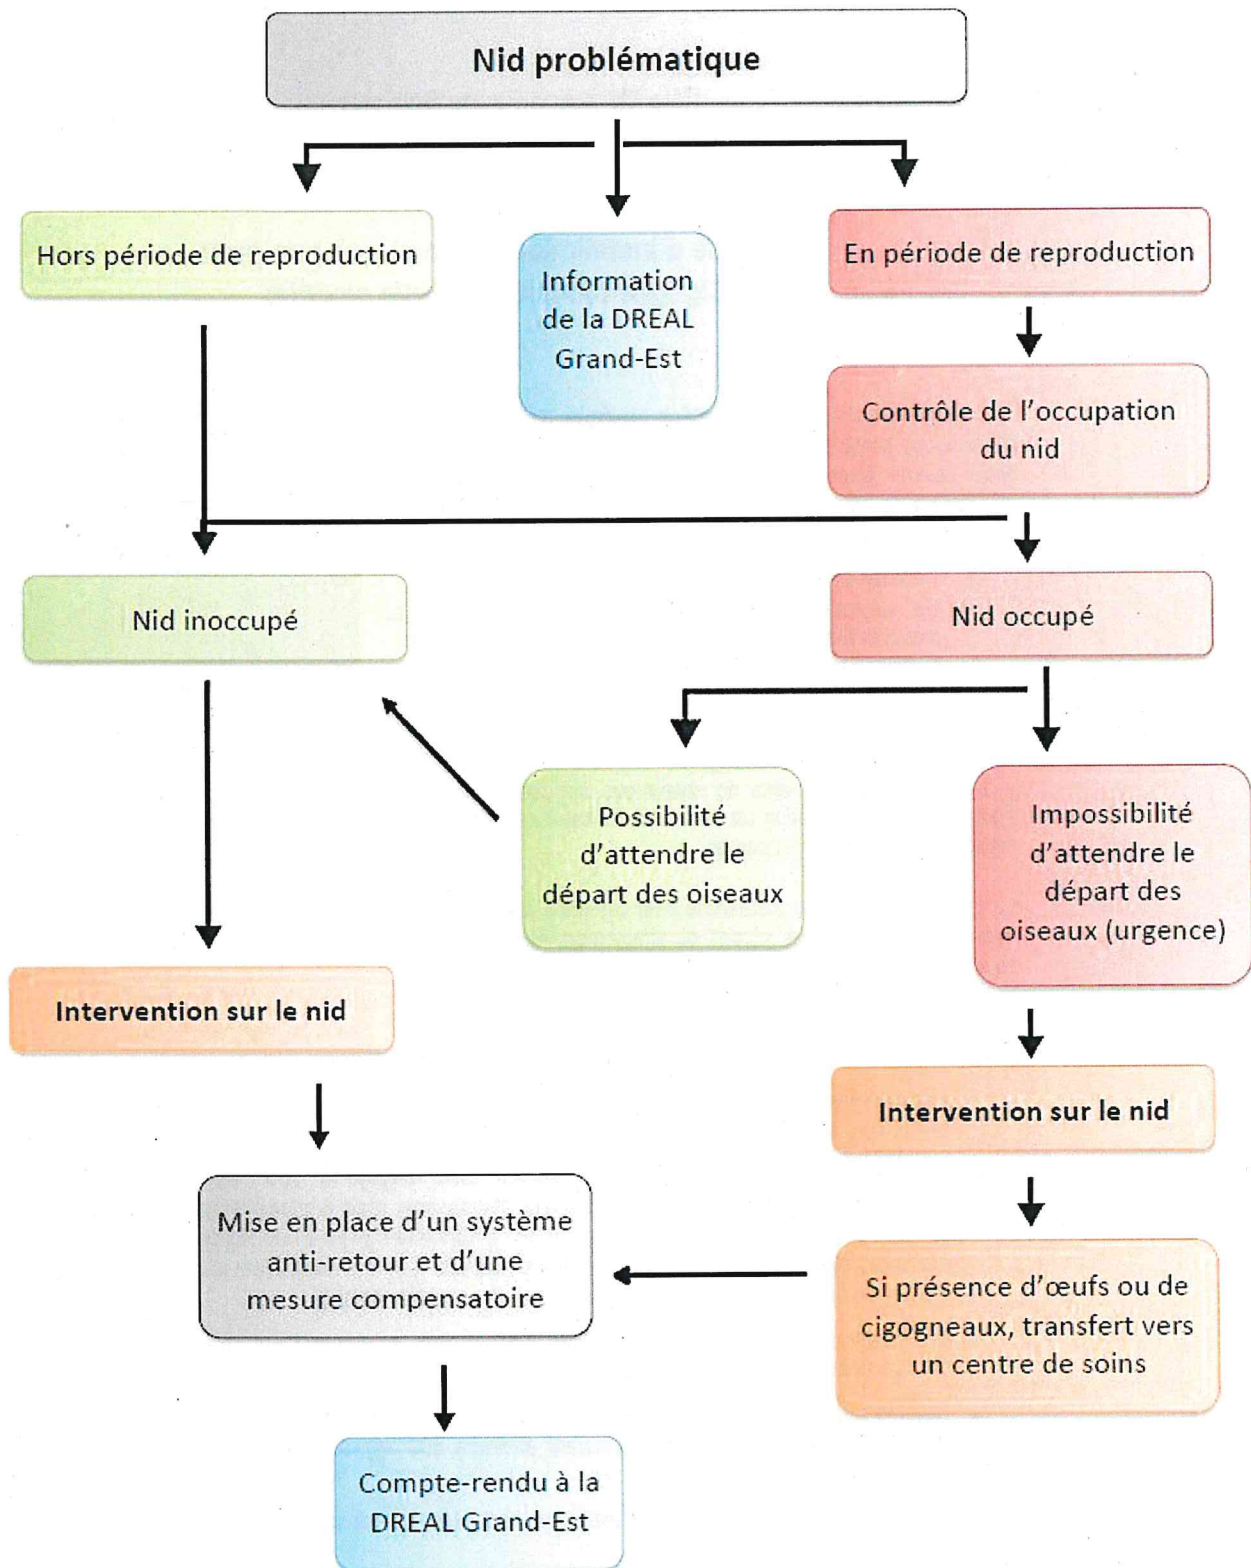 Nid problématique
Hors période de reproduction
Information
de la DREAL
Grand-Est
En période de reproduction
Contrôle de l'occupation
du nid
Nid inoccupé
Nid occupé
Possibilité
d'attendre le
départ des oiseaux
Impossibilité
d'attendre le
départ des
oiseaux (urgence)
Intervention sur le nid
Intervention sur le nid
Mise en place d'un système
anti-retour et d'une
mesure compensatoire
Si présence d'œufs ou de
cigogneaux, transfert vers
un centre de soins
Compte-rendu à la
DREAL Grand-Est